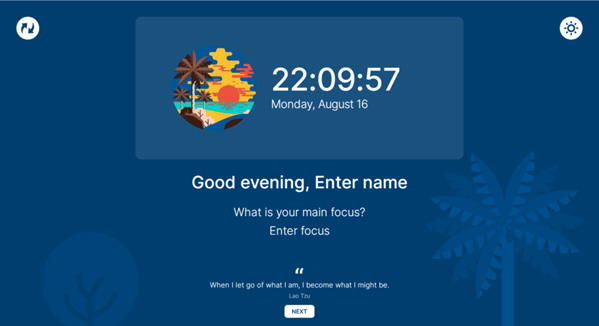 22:09:57
Monday, August 16
Good evening, Enter name
What is your main focus?
Enter focus
“
When I let go of what I am, I become what I might be.
Lao Tzu
NEXT